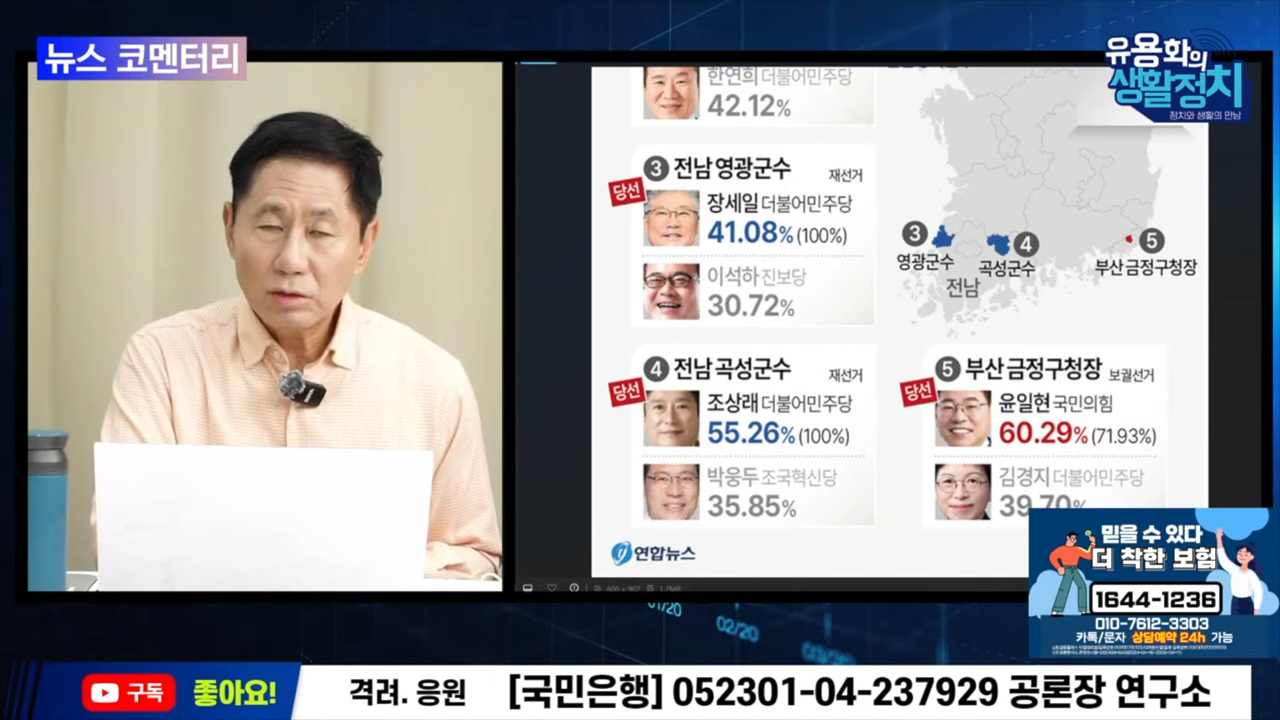 뉴스 코멘터리
유용화의
생활정치
정치와 생활의 만남
한연희 더불어민주당
42.12%
3 전남 영광군수 재선거
당선
장세일 더불어민주당
41.08% (100%)
이석하 진보당
30.72%
3
영광군수
4
곡성군수
전남
5
부산 금정구청장
4 전남 곡성군수 재선거
당선
조상래 더불어민주당
55.26% (100%)
박웅두 조국혁신당
35.85%
5 부산 금정구청장 보궐선거
당선
윤일현 국민의힘
60.29% (71.93%)
김경지 더불어민주당
39.70%
연합뉴스
믿을 수 있다
더 착한 보험
1644-1236
010-7612-3303
카톡/문자 상담예약 24h 가능
01/20
02/20
구독 좋아요! 격려. 응원 [국민은행] 052301-04-237929 공론장 연구소